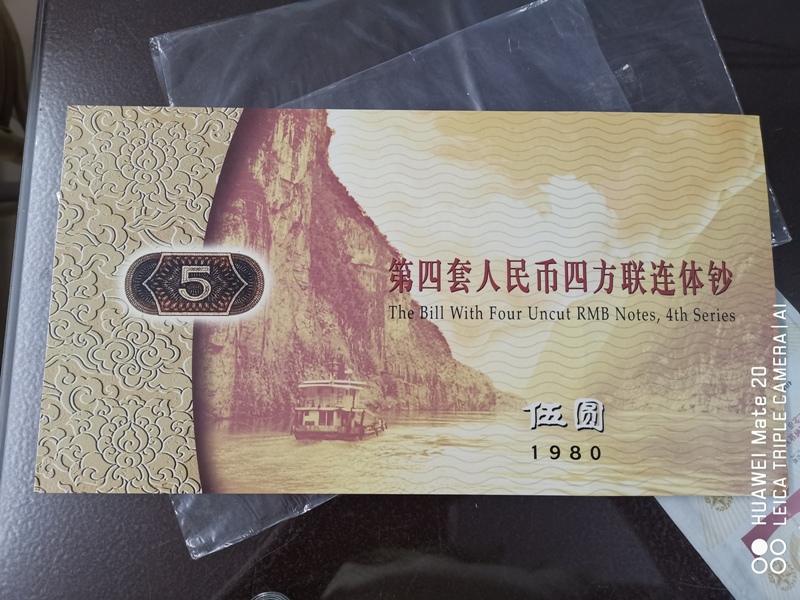 5
第四套人民币四方联连体钞
The Bill With Four Uncut RMB Notes, 4th Series
伍圆
1980
HUAWEI Mate 20
LEICA TRIPLE CAMERA | AI